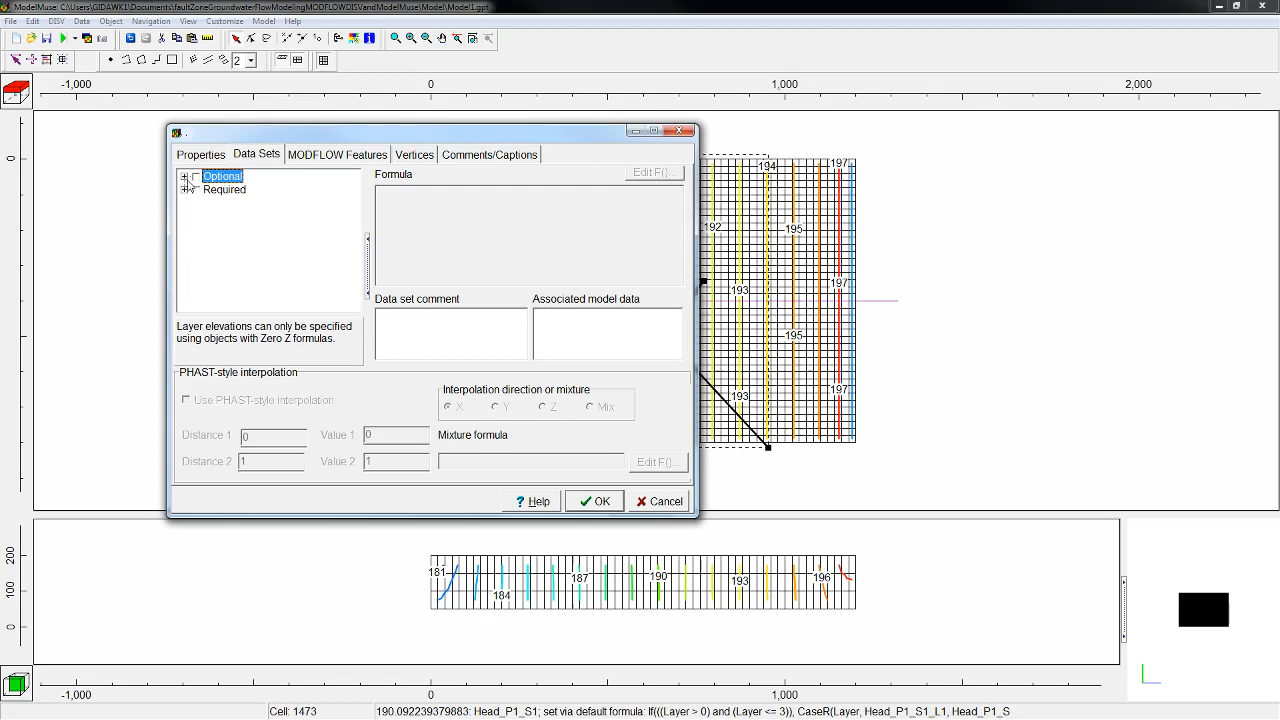 ModelMuse: C:\Users\GIDAWK1\Documents\faultZoneGroundwaterFlowModelingMODFLOWDISVandModelMuse\Model\Model1.gpt
File Edit DISV Data Object Navigation View Customize Model Help
2
-1,000 0 1,000 2,000
0
Properties Data Sets MODFLOW Features Vertices Comments/Captions
Optional
Required
Formula
Edit F()...
Data set comment
Associated model data
Layer elevations can only be specified
using objects with Zero Z formulas.
PHAST-style interpolation
Use PHAST-style interpolation
Interpolation direction or mixture
X Y Z Mix
Distance 1 0 Value 1 0 Mixture formula
Distance 2 1 Value 2 1 Edit F()...
Help OK Cancel
194 197
192 195
193 197
195
193 197
200
100
0
181 184 187 190 193 196
-1,000 0 1,000 2,000
Cell: 1473 190.092239379883: Head_P1_S1; set via default formula: If(((Layer > 0) and (Layer <= 3)), CaseR(Layer, Head_P1_S1_L1, Head_P1_S